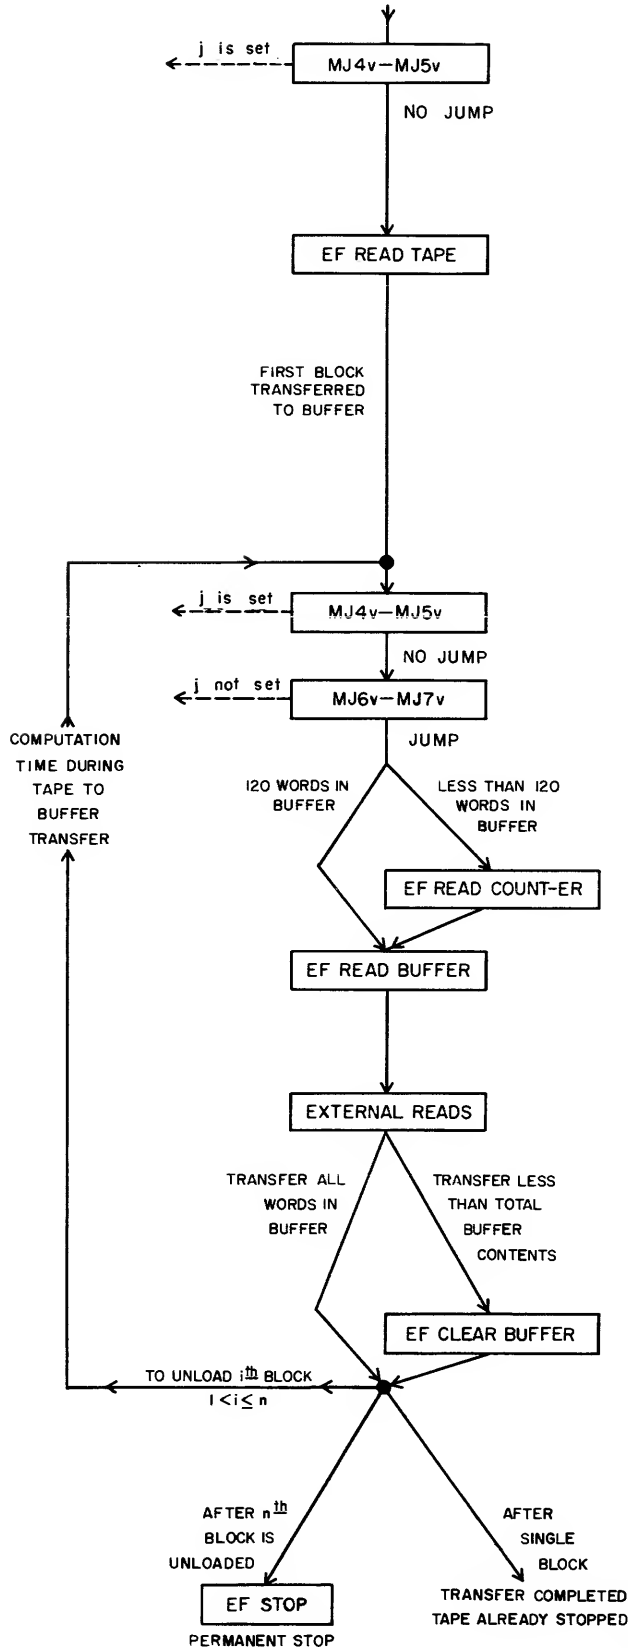 j is set
MJ4v—MJ5v
NO JUMP
EF READ TAPE
FIRST BLOCK
TRANSFERRED
TO BUFFER
j is set
MJ4v—MJ5v
NO JUMP
j not set
MJ6v—MJ7v
JUMP
COMPUTATION
TIME DURING
TAPE TO
BUFFER
TRANSFER
120 WORDS IN
BUFFER
LESS THAN 120
WORDS IN
BUFFER
EF READ COUNT-ER
EF READ BUFFER
EXTERNAL READS
TRANSFER ALL
WORDS IN
BUFFER
TRANSFER LESS
THAN TOTAL
BUFFER
CONTENTS
EF CLEAR BUFFER
TO UNLOAD ith BLOCK
1 < i ≤ n
AFTER nth
BLOCK IS
UNLOADED
AFTER
SINGLE
BLOCK
EF STOP
PERMANENT STOP
TRANSFER COMPLETED
TAPE ALREADY STOPPED